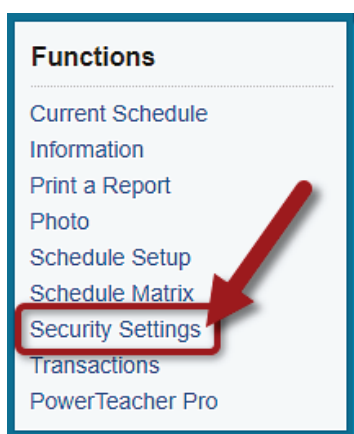 Functions
Current Schedule
Information
Print a Report
Photo
Schedule Setup
Schedule Matrix
Security Settings
Transactions
PowerTeacher Pro